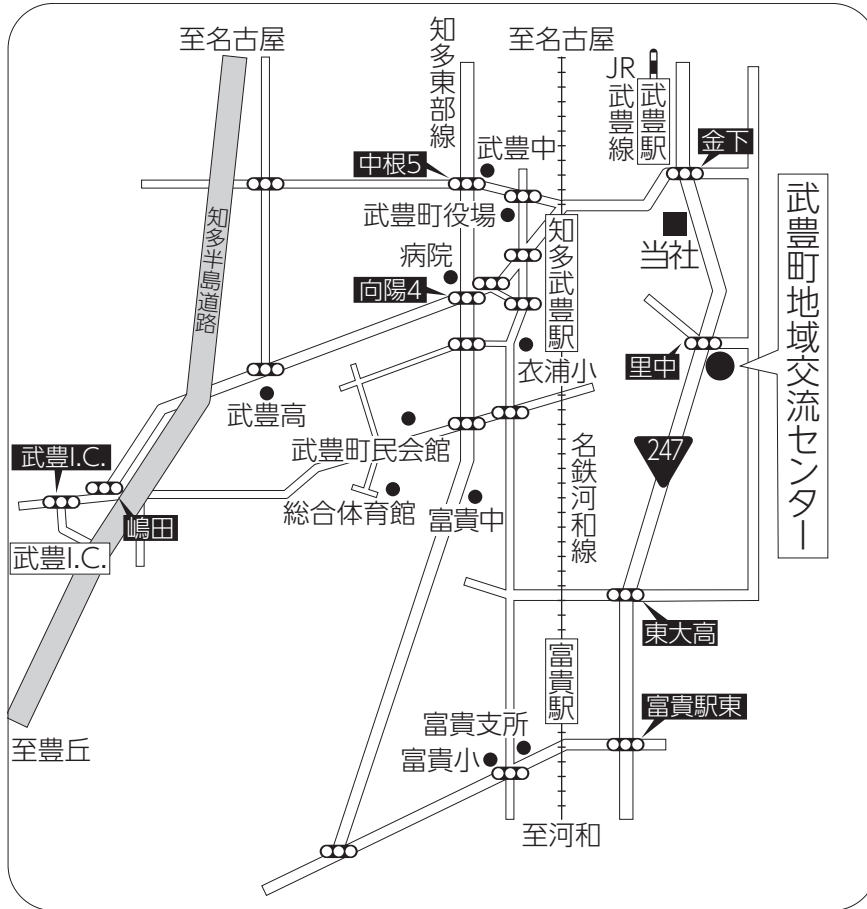 至名古屋
知多東部線
至名古屋
JR武豊線
武豊駅
金下
中根5
武豊中
武豊町役場
知多武豊駅
当社
武豊町地域交流センター
知多半島道路
病院
向陽4
衣浦小
里中
武豊高
武豊町民会館
247
武豊I.C.
名鉄河和線
総合体育館
富貴中
嶋田
武豊I.C.
東大高
富貴駅
富貴駅東
至豊丘
富貴支所
富貴小
至河和